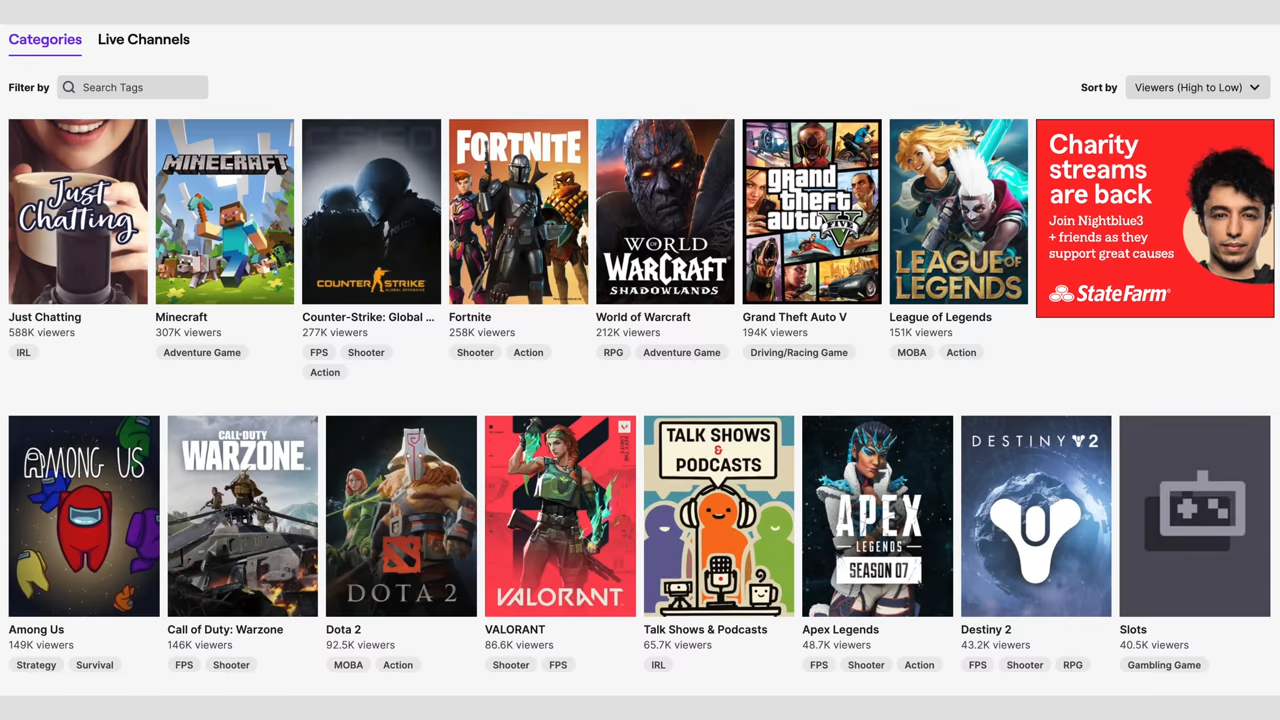 Categories
Live Channels
Filter by
Search Tags
Sort by
Viewers (High to Low)
Just
Chatting
MINECRAFT
COUNTER STRIKE
GLOBAL OFFENSIVE
FORTNITE
WORLD
OF
WARCRAFT
SHADOWLANDS
grand
theft
auto
V
FIVE
LEAGUE OF
LEGENDS
Charity
streams
are back
Join Nightblue3
+ friends as they
support great causes
StateFarm®
Just Chatting
588K viewers
IRL
Minecraft
307K viewers
Adventure Game
Counter-Strike: Global ...
277K viewers
FPS
Shooter
Action
Fortnite
258K viewers
Shooter
Action
World of Warcraft
212K viewers
RPG
Adventure Game
Grand Theft Auto V
194K viewers
Driving/Racing Game
League of Legends
151K viewers
MOBA
Action
AMONG US
CALL OF DUTY
WARZONE
DOTA 2
VALORANT
TALK SHOWS
&
PODCASTS
APEX
LEGENDS
SEASON 07
DESTINY 2
Among Us
149K viewers
Strategy
Survival
Call of Duty: Warzone
146K viewers
FPS
Shooter
Dota 2
92.5K viewers
MOBA
Action
VALORANT
86.6K viewers
Shooter
FPS
Talk Shows & Podcasts
65.7K viewers
IRL
Apex Legends
48.7K viewers
FPS
Shooter
Action
Destiny 2
43.2K viewers
FPS
Shooter
RPG
Slots
40.5K viewers
Gambling Game